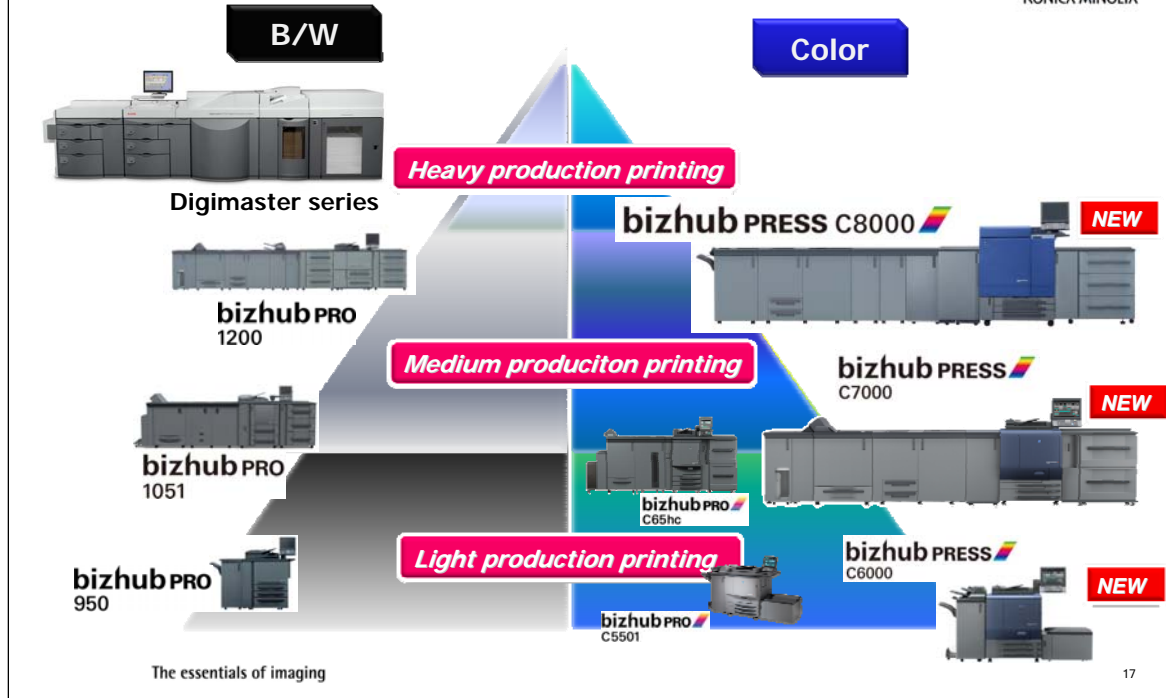 KONICA MINOLTA
B/W
Color
Heavy production printing
Digimaster series
bizhub PRESS C8000
NEW
bizhub PRO
1200
Medium produciton printing
bizhub PRESS
C7000
NEW
bizhub PRO
1051
bizhub PRO
C65hc
Light production printing
bizhub PRESS
C6000
bizhub PRO
950
NEW
bizhub PRO
C5501
The essentials of imaging
17